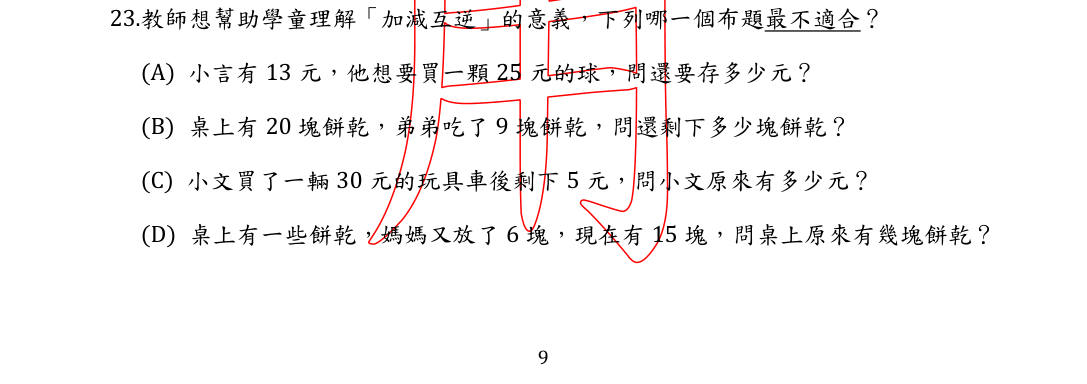 23.教師想幫助學童理解「加減互逆」的意義，下列哪一個布題最不適合？
(A) 小言有 13 元，他想要買一顆 25 元的球，問還要存多少元？
(B) 桌上有 20 塊餅乾，弟弟吃了 9 塊餅乾，問還剩下多少塊餅乾？
(C) 小文買了一輛 30 元的玩具車後剩下 5 元，問小文原來有多少元？
(D) 桌上有一些餅乾，媽媽又放了 6 塊，現在有 15 塊，問桌上原來有幾塊餅乾？
9